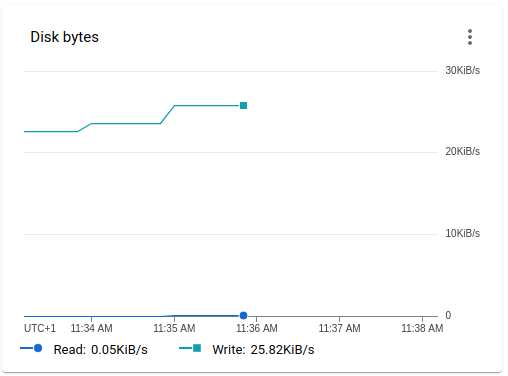 Disk bytes
30KiB/s
20KiB/s
10KiB/s
0
UTC+1 11:34 AM 11:35 AM 11:36 AM 11:37 AM 11:38 AM
Read: 0.05KiB/s Write: 25.82KiB/s